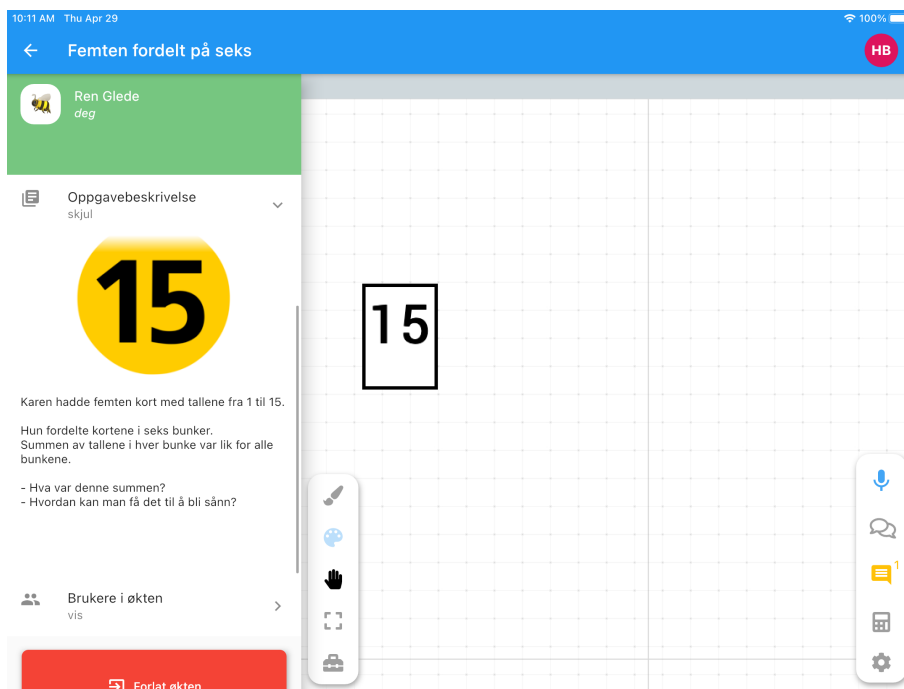 10:11 AM Thu Apr 29
100%
Femten fordelt på seks
HB
Ren Glede
deg
Oppgavebeskrivelse
skjul
15
Karen hadde femten kort med tallene fra 1 til 15.
Hun fordelte kortene i seks bunker.
Summen av tallene i hver bunke var lik for alle
bunkene.
- Hva var denne summen?
- Hvordan kan man få det til å bli sånn?
Brukere i økten
vis
Forlat økten
15
1